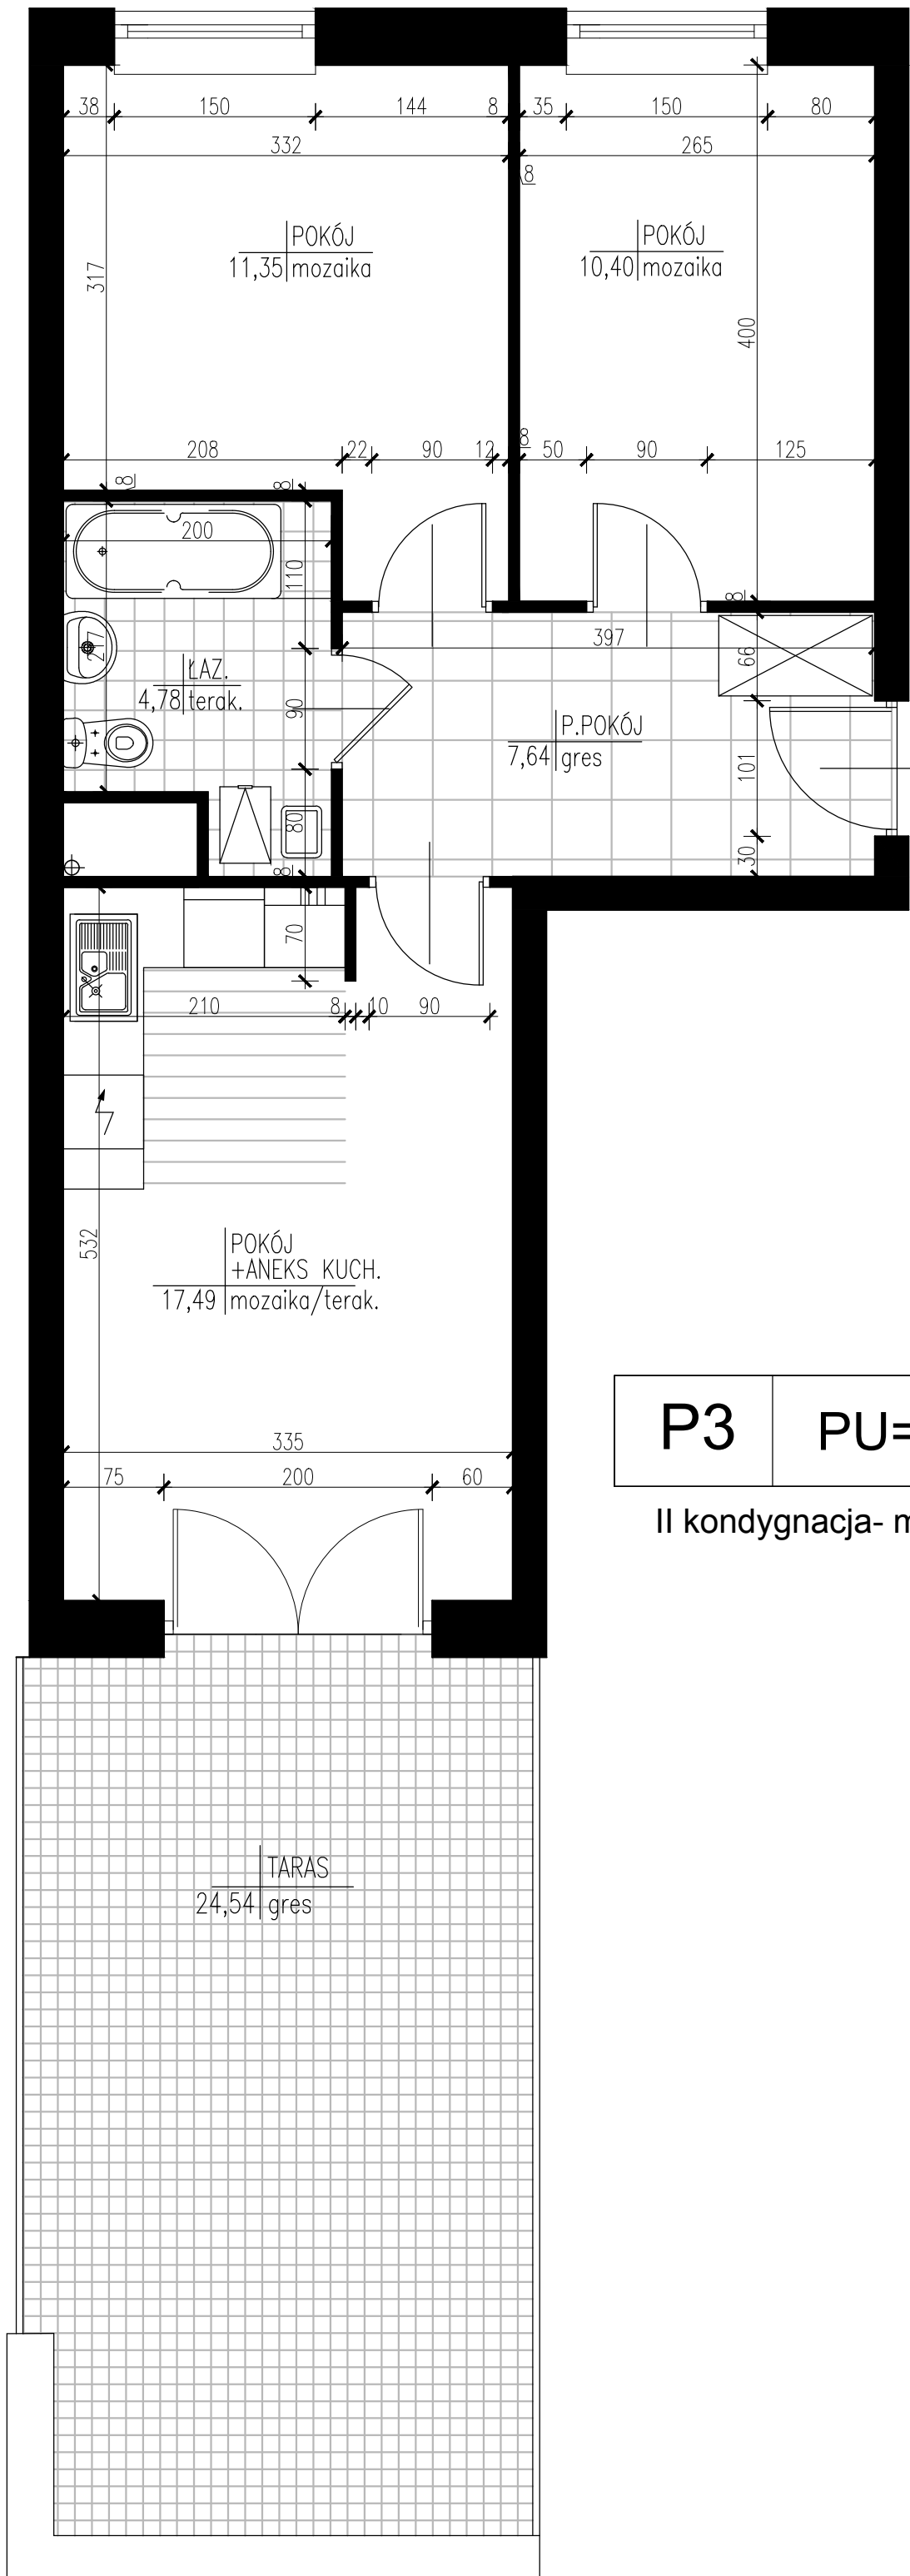 38 150 144 8 35 150 80
332 265
8
POKÓJ
11,35 mozaika
POKÓJ
10,40 mozaika
317
400
208 22 90 12 8 50 90 125
8 8
200
110
8
397
217
66
ŁAZ.
4,78 terak.
90
P.POKÓJ
7,64 gres
101
80
30
8
70
210 8 10 90
532
POKÓJ
+ANEKS KUCH.
17,49 mozaika/terak.
P3 PU=
335
75 200 60
II kondygnacja- m
TARAS
24,54 gres